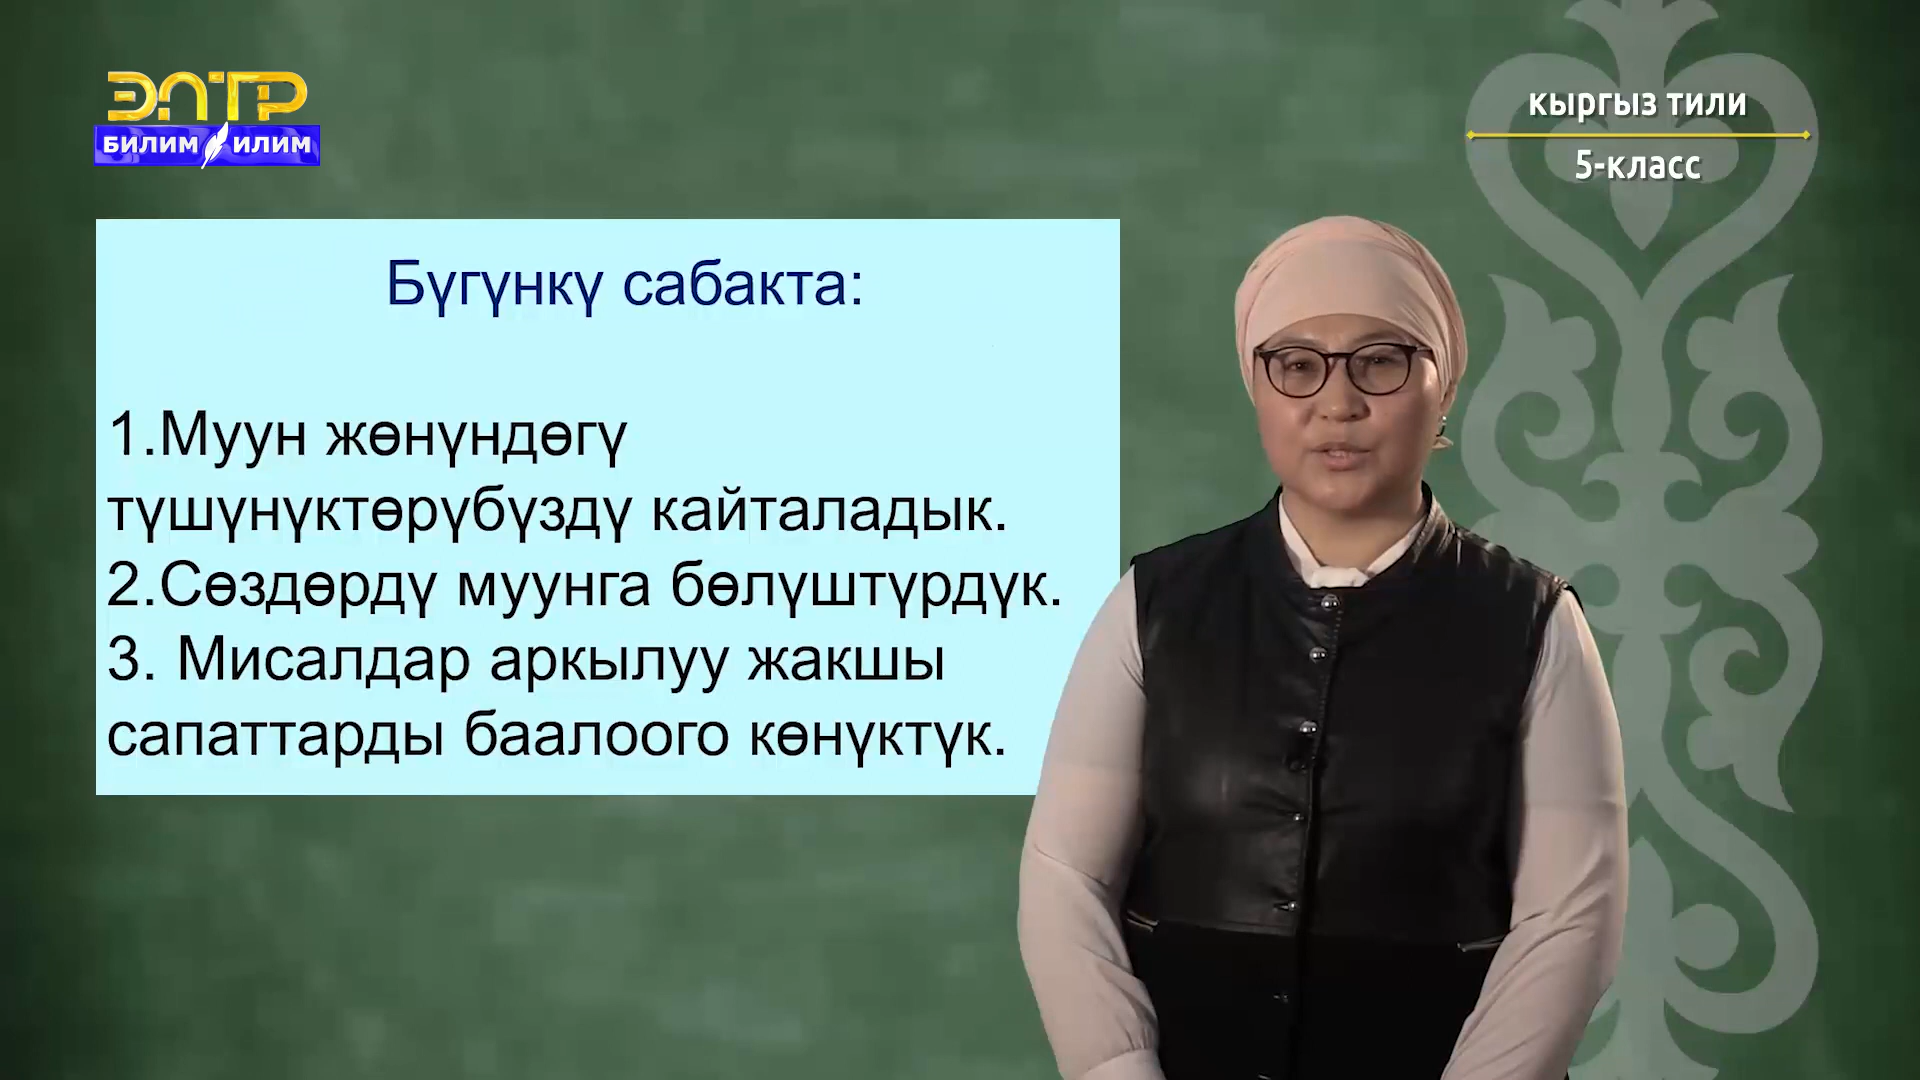 ЭЛТР
БИЛИМ ИЛИМ
кыргыз тили
5-класс
Бүгүнкү сабакта:
1.Муун жөнүндөгү
түшүнүктөрүбүздү кайталадык.
2.Сөздөрдү муунга бөлүштүрдүк.
3. Мисалдар аркылуу жакшы
сапаттарды баалоого көнүктүк.